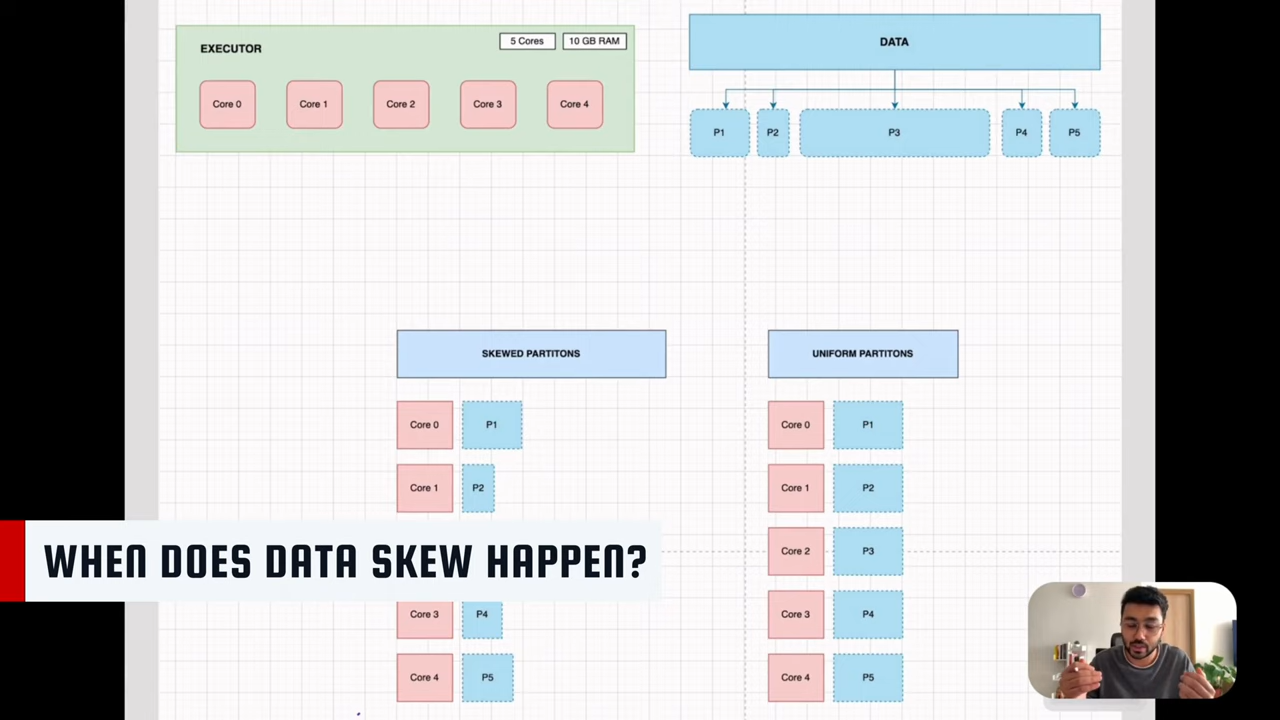 EXECUTOR
5 Cores
10 GB RAM
Core 0
Core 1
Core 2
Core 3
Core 4
DATA
P1
P2
P3
P4
P5
SKEWED PARTITONS
Core 0
P1
Core 1
P2
WHEN DOES DATA SKEW HAPPEN?
Core 3
P4
Core 4
P5
UNIFORM PARTITONS
Core 0
P1
Core 1
P2
Core 2
P3
Core 3
P4
Core 4
P5